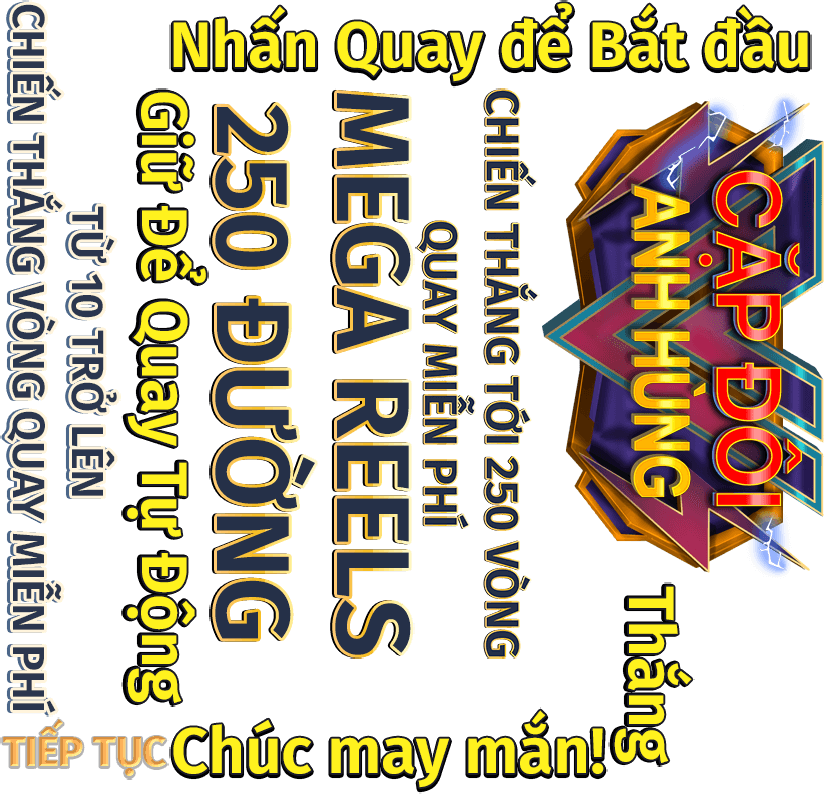 Nhấn Quay để Bắt đầu
CHIẾN THẮNG VÒNG QUAY MIỄN PHÍ
TỪ 10 TRỞ LÊN
Giữ Để Quay Tự Động
250 ĐƯỜNG
MEGA REELS
CHIẾN THẮNG TỚI 250 VÒNG
QUAY MIỄN PHÍ
CẶP ĐÔI
ANH HÙNG
Thắng
TIẾP TỤC
Chúc may mắn!